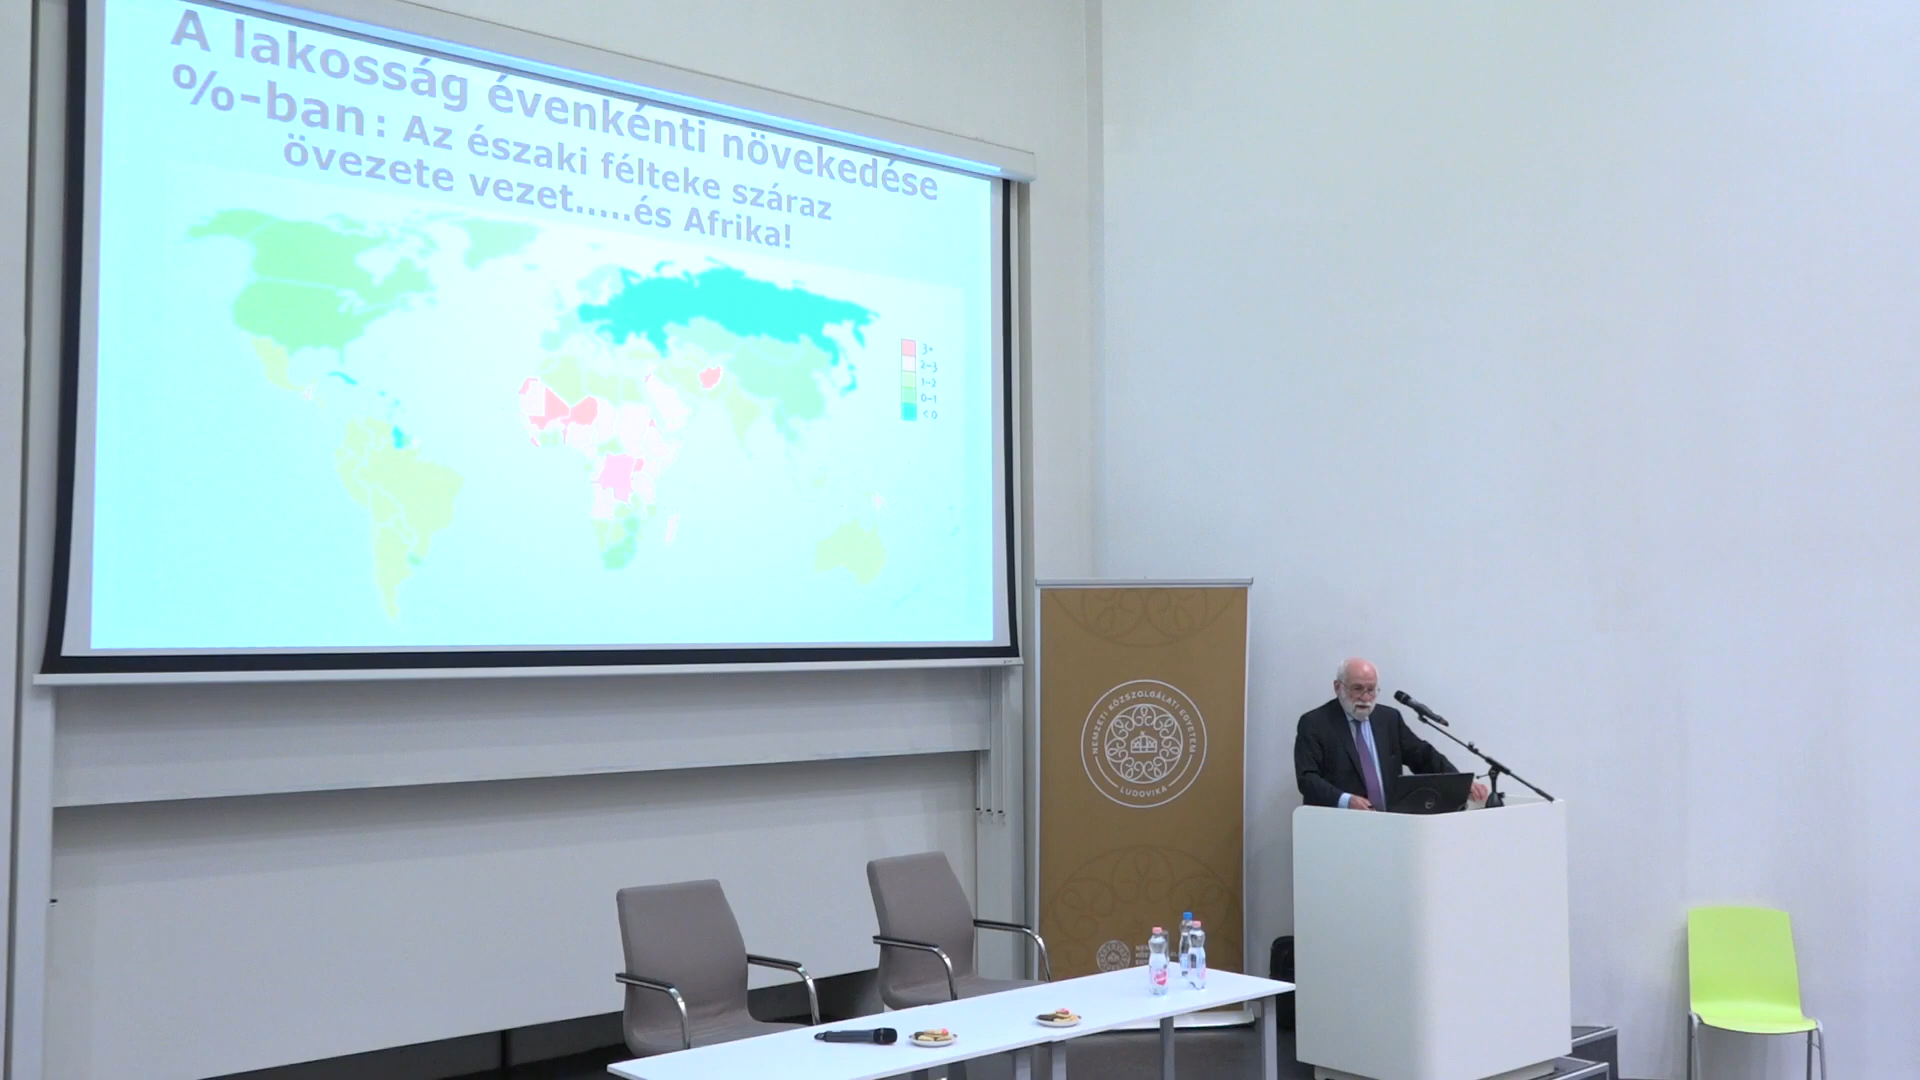 A lakosság évenkénti növekedése
%-ban: Az északi félteke száraz
övezete vezet.....és Afrika!
3+
2-3
1-2
0-1
<0
NEMZETI KÖZSZOLGÁLATI EGYETEM
LUDOVIKA